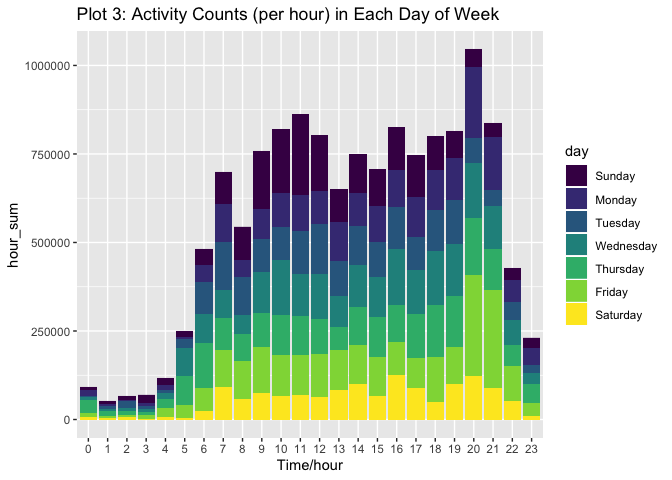 Plot 3: Activity Counts (per hour) in Each Day of Week
hour_sum
1000000
750000
500000
250000
0
0 1 2 3 4 5 6 7 8 9 10 11 12 13 14 15 16 17 18 19 20 21 22 23
Time/hour
day
Sunday
Monday
Tuesday
Wednesday
Thursday
Friday
Saturday